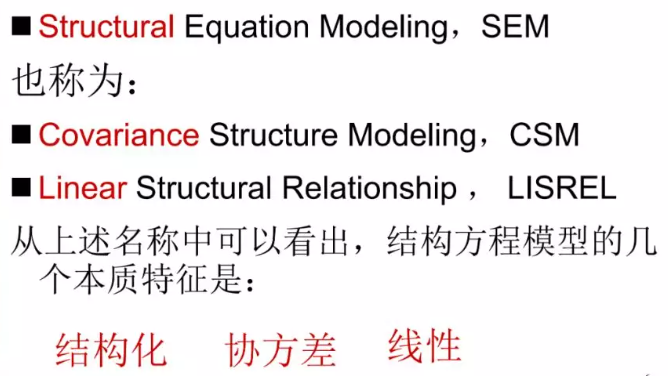 ■ Structural Equation Modeling，SEM
也称为：
■ Covariance Structure Modeling，CSM
■ Linear Structural Relationship ， LISREL
从上述名称中可以看出，结构方程模型的几
个本质特征是：
结构化 协方差 线性